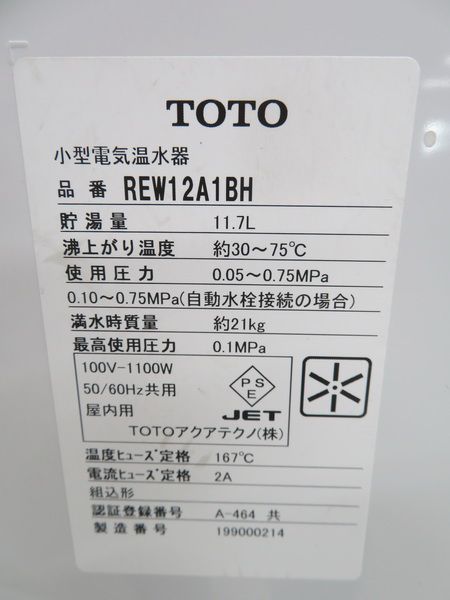 TOTO
小型電気温水器
品番 REW12A1BH
貯湯量 11.7L
沸上がり温度 約30～75℃
使用圧力 0.05～0.75MPa
0.10～0.75MPa(自動水栓接続の場合)
満水時質量 約21kg
最高使用圧力 0.1MPa
100V-1100W
50/60Hz共用
屋内用
PS
E
JET
TOTOアクアテクノ(株)
温度ﾋｭｰｽﾞ定格 167℃
電流ﾋｭｰｽﾞ定格 2A
組込形
認証登録番号 A-464 共
製造番号 199000214